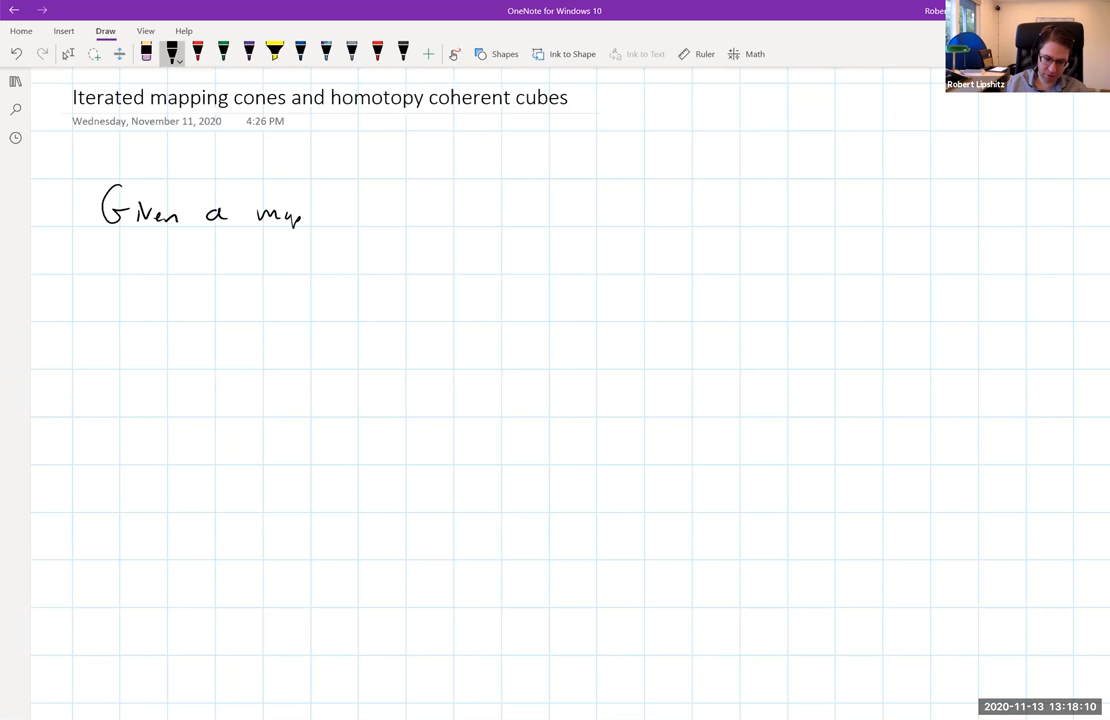 OneNote for Windows 10
Rober
Home Insert Draw View Help
Shapes Ink to Shape Ink to Text Ruler Math
Robert Lipshitz
Iterated mapping cones and homotopy coherent cubes
Wednesday, November 11, 2020 4:26 PM
Given a map
2020-11-13 13:18:10